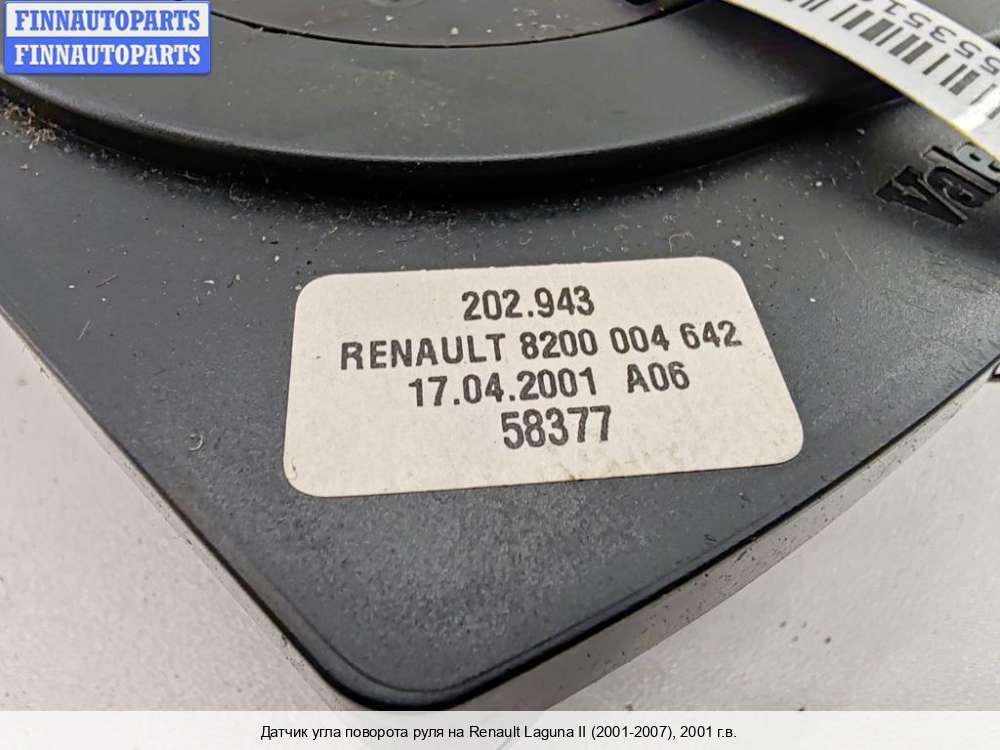 FINNAUTOPARTS
FINNAUTOPARTS
202.943
RENAULT 8200 004 642
17.04.2001 A06
58377
Датчик угла поворота руля на Renault Laguna II (2001-2007), 2001 г.в.